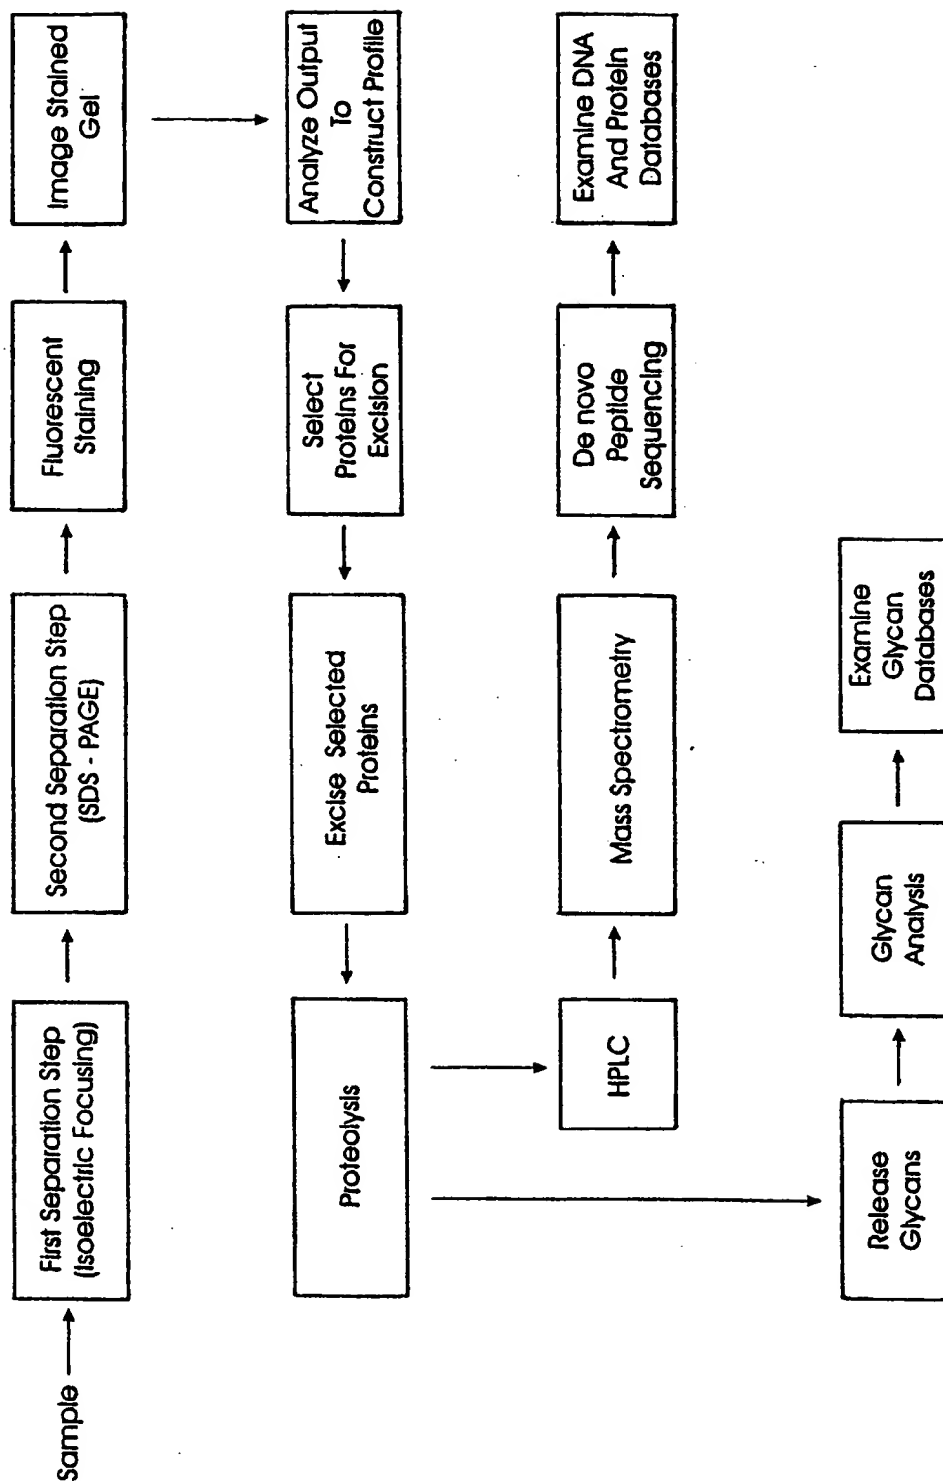 Sample
First Separation Step
(Isoelectric Focusing)
Second Separation Step
(SDS - PAGE)
Fluorescent
Staining
Image Stained
Gel
Analyze Output
To
Construct Profile
Select
Proteins For
Excision
Excise Selected
Proteins
Proteolysis
HPLC
Mass Spectrometry
De novo
Peptide
Sequencing
Examine DNA
And Protein
Databases
Release
Glycans
Glycan
Analysis
Examine
Glycan
Databases